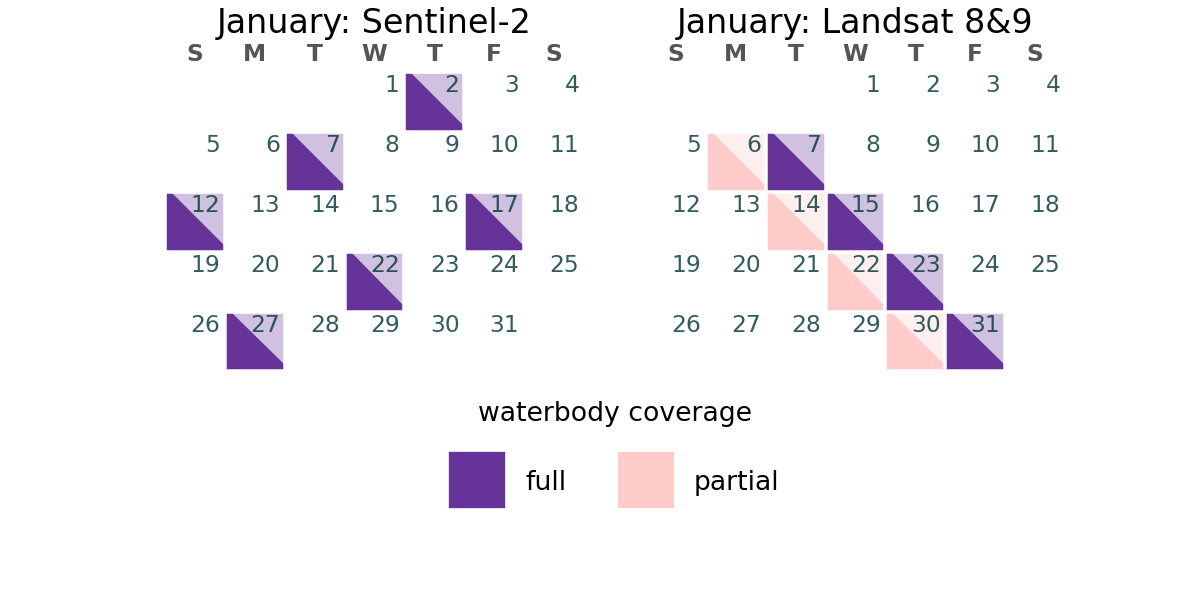 January: Sentinel-2
S M T W T F S
1 2 3 4
5 6 7 8 9 10 11
12 13 14 15 16 17 18
19 20 21 22 23 24 25
26 27 28 29 30 31
January: Landsat 8&9
S M T W T F S
1 2 3 4
5 6 7 8 9 10 11
12 13 14 15 16 17 18
19 20 21 22 23 24 25
26 27 28 29 30 31
waterbody coverage
full partial